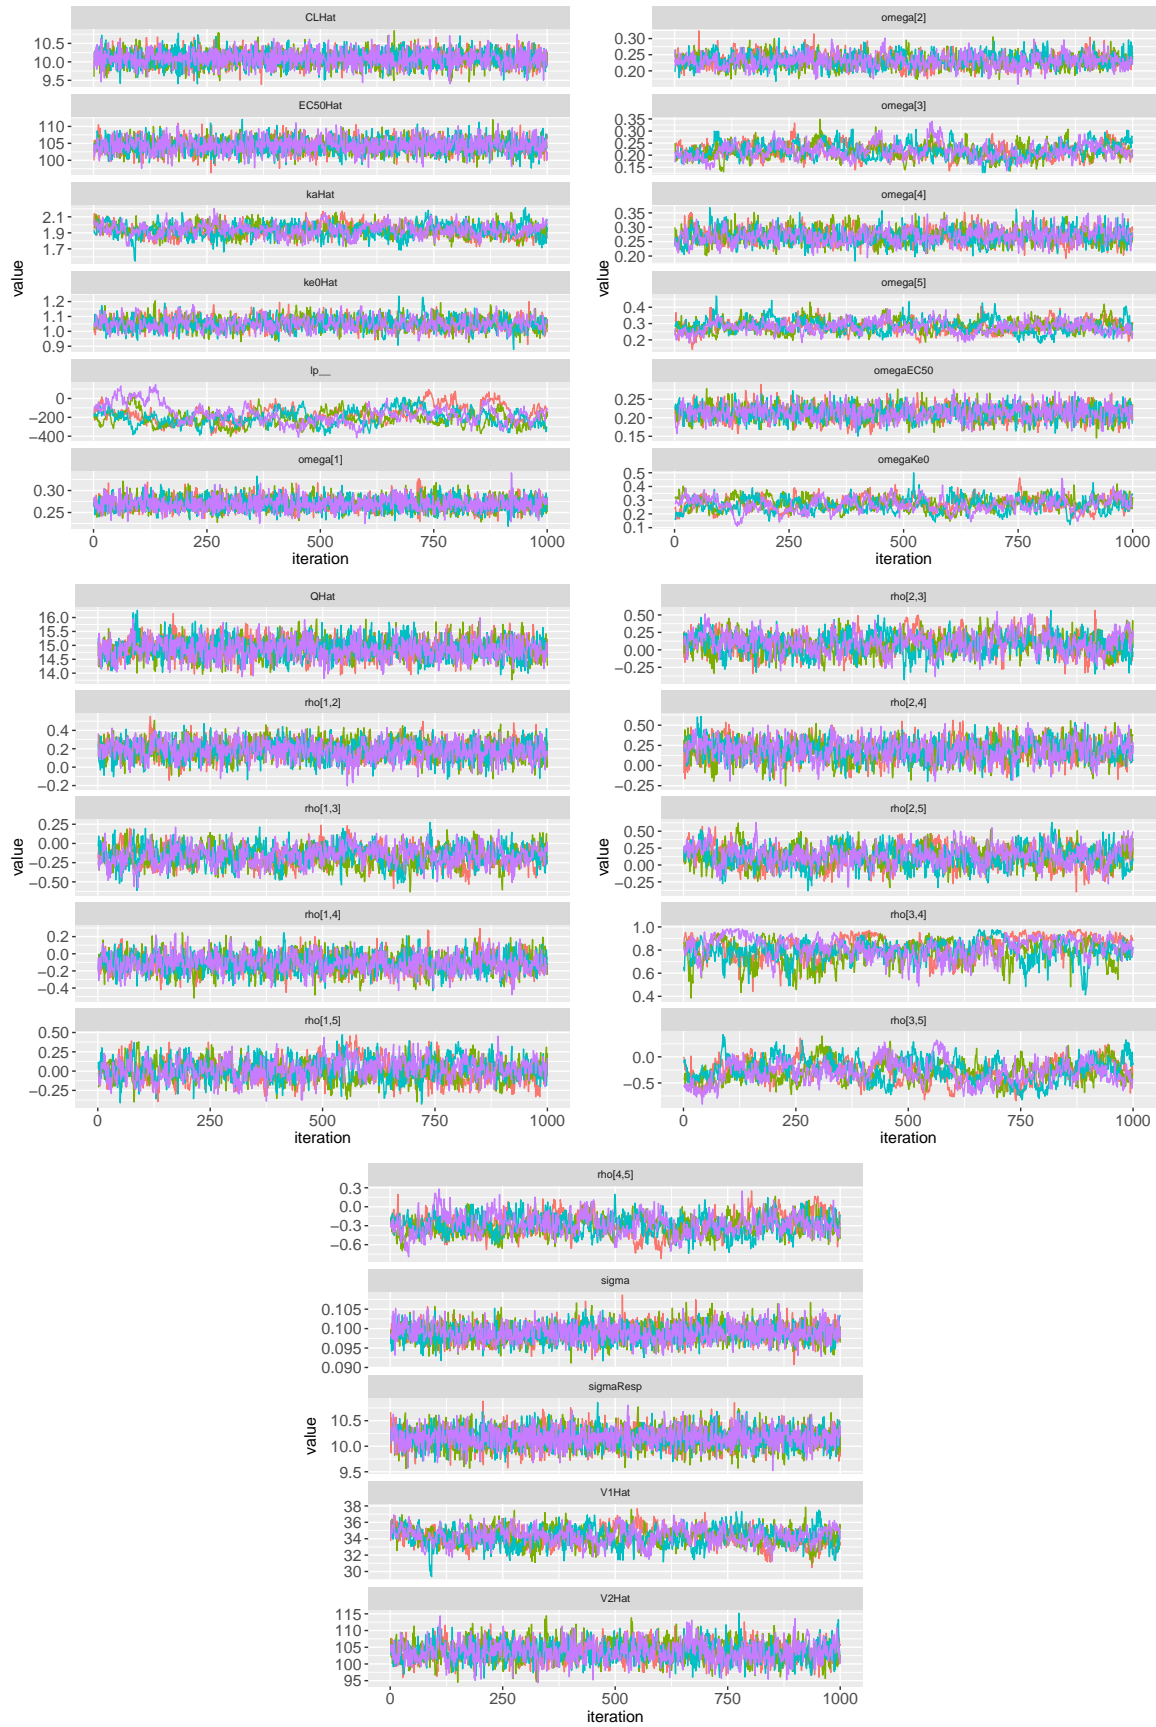 CLHat
10.5
10.0
9.5
EC50Hat
110
105
100
kaHat
2.1
1.9
1.7
ke0Hat
1.2
1.1
1.0
0.9
lp__
0
−200
−400
omega[1]
0.30
0.25
0 250 500 750 1000
iteration
value
omega[2]
0.30
0.25
0.20
omega[3]
0.35
0.30
0.25
0.20
0.15
omega[4]
0.35
0.30
0.25
0.20
omega[5]
0.4
0.3
0.2
omegaEC50
0.25
0.20
0.15
omegaKe0
0.5
0.4
0.3
0.2
0.1
0 250 500 750 1000
iteration
value
QHat
16.0
15.5
15.0
14.5
14.0
rho[1,2]
0.4
0.2
0.0
−0.2
rho[1,3]
0.25
0.00
−0.25
−0.50
rho[1,4]
0.2
0.0
−0.2
−0.4
rho[1,5]
0.50
0.25
0.00
−0.25
0 250 500 750 1000
iteration
value
rho[2,3]
0.50
0.25
0.00
−0.25
rho[2,4]
0.50
0.25
0.00
−0.25
rho[2,5]
0.50
0.25
0.00
−0.25
rho[3,4]
1.0
0.8
0.6
0.4
rho[3,5]
0.0
−0.5
0 250 500 750 1000
iteration
value
rho[4,5]
0.3
0.0
−0.3
−0.6
sigma
0.105
0.100
0.095
0.090
sigmaResp
10.5
10.0
9.5
V1Hat
38
36
34
32
30
V2Hat
115
110
105
100
95
0 250 500 750 1000
iteration
value